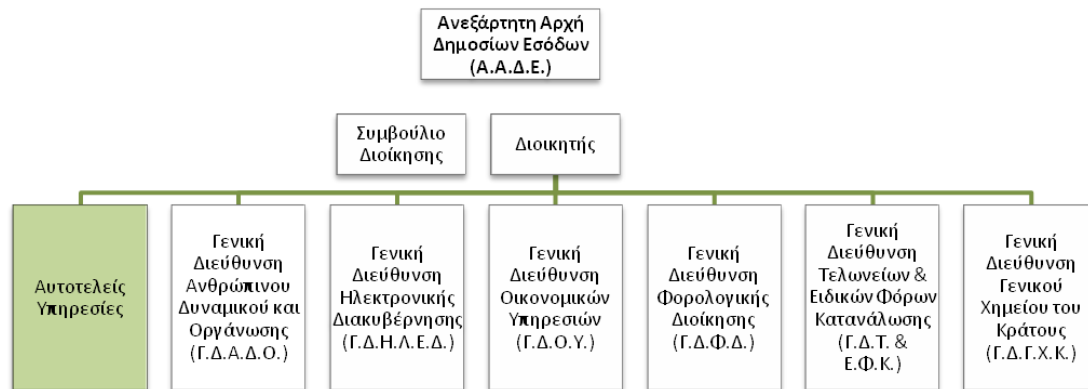 Ανεξάρτητη Αρχή
Δημοσίων Εσόδων
(Α.Α.Δ.Ε.)
Συμβούλιο
Διοίκησης
Διοικητής
Αυτοτελείς
Υπηρεσίες
Γενική
Διεύθυνση
Ανθρώπινου
Δυναμικού και
Οργάνωσης
(Γ.Δ.Α.Δ.Ο.)
Γενική
Διεύθυνση
Ηλεκτρονικής
Διακυβέρνησης
(Γ.Δ.Η.Λ.Ε.Δ.)
Γενική
Διεύθυνση
Οικονομικών
Υπηρεσιών
(Γ.Δ.Ο.Υ.)
Γενική
Διεύθυνση
Φορολογικής
Διοίκησης
(Γ.Δ.Φ.Δ.)
Γενική
Διεύθυνση
Τελωνείων &
Ειδικών Φόρων
Κατανάλωσης
(Γ.Δ.Τ. &
Ε.Φ.Κ.)
Γενική
Διεύθυνση
Γενικού
Χημείου του
Κράτους
(Γ.Δ.Γ.Χ.Κ.)